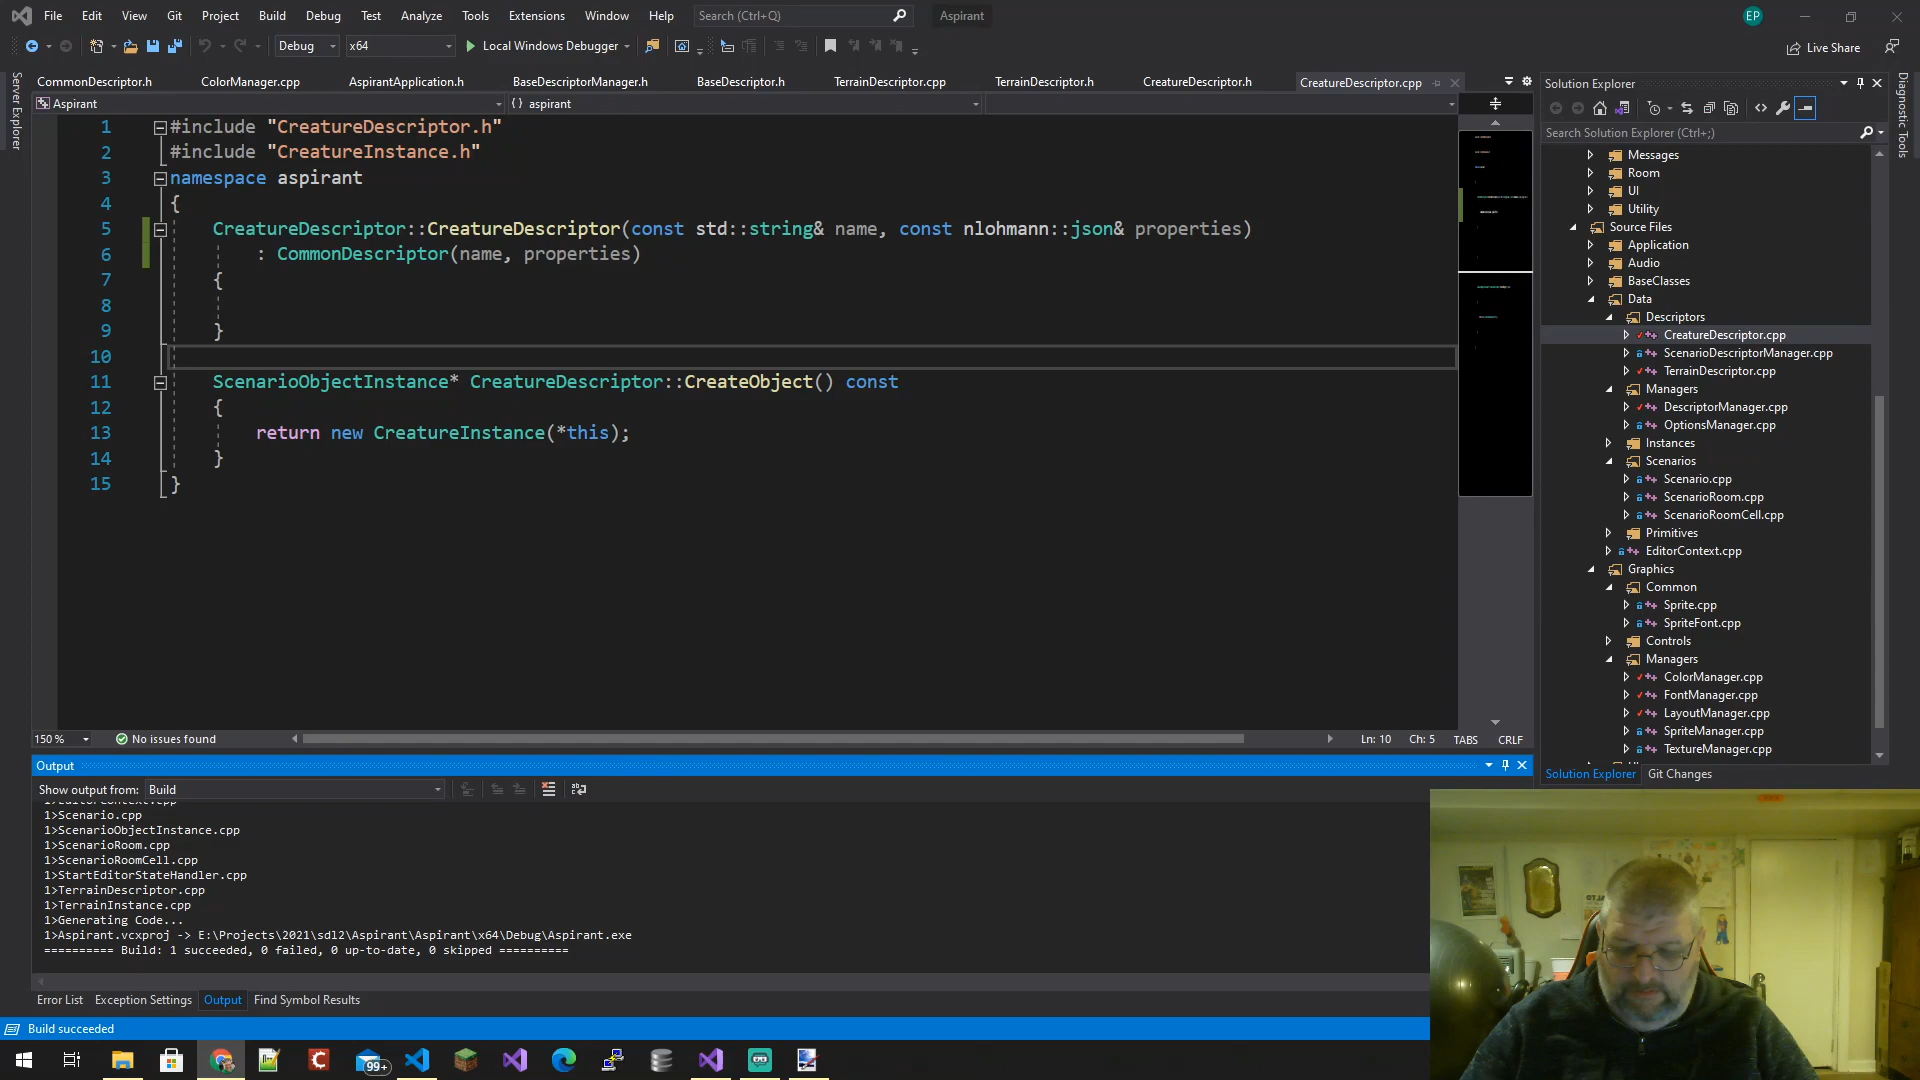 File Edit View Git Project Build Debug Test Analyze Tools Extensions Window Help Search (Ctrl+Q) Aspirant EP
Debug x64 Local Windows Debugger Live Share
Server Explorer
CommonDescriptor.h ColorManager.cpp AspirantApplication.h BaseDescriptorManager.h BaseDescriptor.h TerrainDescriptor.cpp TerrainDescriptor.h CreatureDescriptor.h CreatureDescriptor.cpp
Aspirant {} aspirant
1 #include "CreatureDescriptor.h"
2 #include "CreatureInstance.h"
3 namespace aspirant
4 {
5 CreatureDescriptor::CreatureDescriptor(const std::string& name, const nlohmann::json& properties)
6 : CommonDescriptor(name, properties)
7 {
8
9 }
10
11 ScenarioObjectInstance* CreatureDescriptor::CreateObject() const
12 {
13 return new CreatureInstance(*this);
14 }
15 }
150 % No issues found Ln: 10 Ch: 5 TABS CRLF
Output
Show output from: Build
1>Scenario.cpp
1>ScenarioObjectInstance.cpp
1>ScenarioRoom.cpp
1>ScenarioRoomCell.cpp
1>StartEditorStateHandler.cpp
1>TerrainDescriptor.cpp
1>TerrainInstance.cpp
1>Generating Code...
1>Aspirant.vcxproj -> E:\Projects\2021\sdl2\Aspirant\Aspirant\x64\Debug\Aspirant.exe
========== Build: 1 succeeded, 0 failed, 0 up-to-date, 0 skipped ==========
Error List Exception Settings Output Find Symbol Results
Build succeeded
99+
Solution Explorer
Search Solution Explorer (Ctrl+;)
Messages
Room
UI
Utility
Source Files
Application
Audio
BaseClasses
Data
Descriptors
CreatureDescriptor.cpp
ScenarioDescriptorManager.cpp
TerrainDescriptor.cpp
Managers
DescriptorManager.cpp
OptionsManager.cpp
Instances
Scenarios
Scenario.cpp
ScenarioRoom.cpp
ScenarioRoomCell.cpp
Primitives
EditorContext.cpp
Graphics
Common
Sprite.cpp
SpriteFont.cpp
Controls
Managers
ColorManager.cpp
FontManager.cpp
LayoutManager.cpp
SpriteManager.cpp
TextureManager.cpp
Solution Explorer Git Changes
Diagnostic Tools